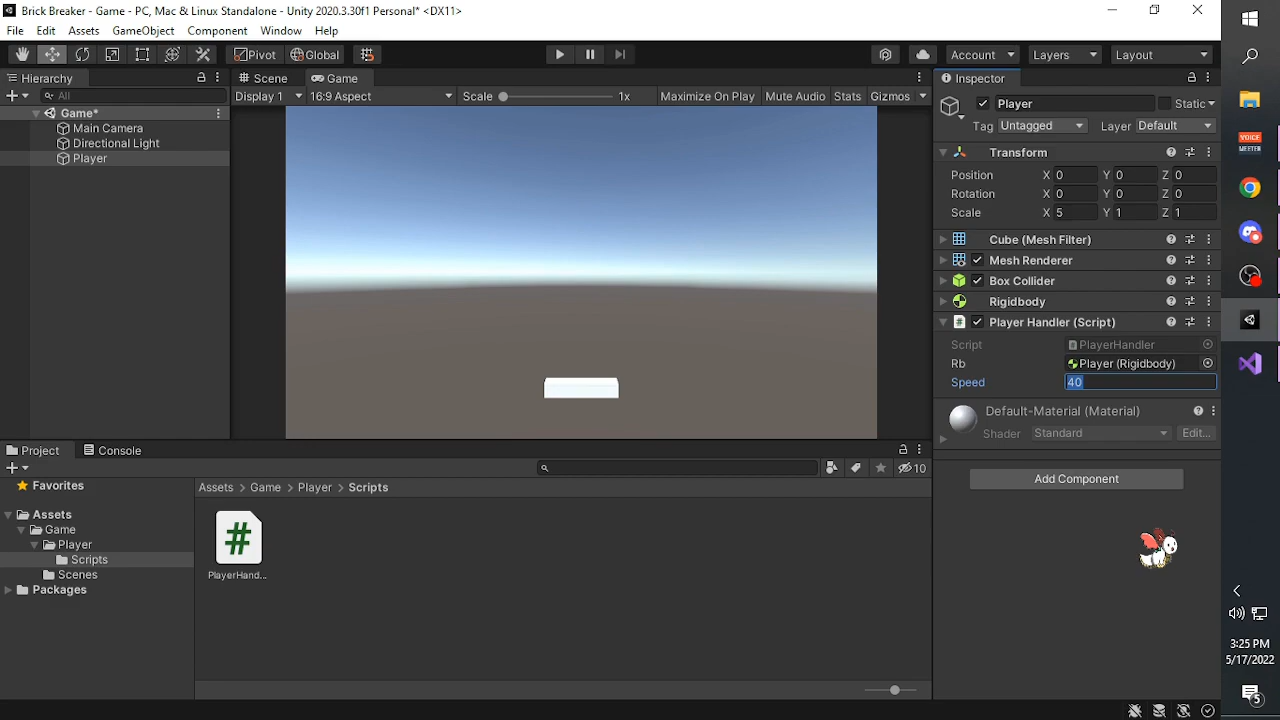 Brick Breaker - Game - PC, Mac & Linux Standalone - Unity 2020.3.30f1 Personal* <DX11>
File Edit Assets GameObject Component Window Help
Pivot Global Account Layers Layout
Hierarchy Scene Game Inspector
All Display 1 16:9 Aspect Scale 1x Maximize On Play Mute Audio Stats Gizmos
Player Static
Game*
Tag Untagged Layer Default
Main Camera
Directional Light
Player
Transform
Position X 0 Y 0 Z 0
Rotation X 0 Y 0 Z 0
Scale X 5 Y 1 Z 1
Cube (Mesh Filter)
Mesh Renderer
Box Collider
Rigidbody
# Player Handler (Script)
Script PlayerHandler
Rb Player (Rigidbody)
Speed 40
Default-Material (Material)
Shader Standard Edit...
Add Component
Project Console
10
Favorites
Assets
Game
Player
Scripts
Scenes
Packages
Assets > Game > Player > Scripts
#
PlayerHand...
VOICE
MEETER
3:25 PM
5/17/2022
5